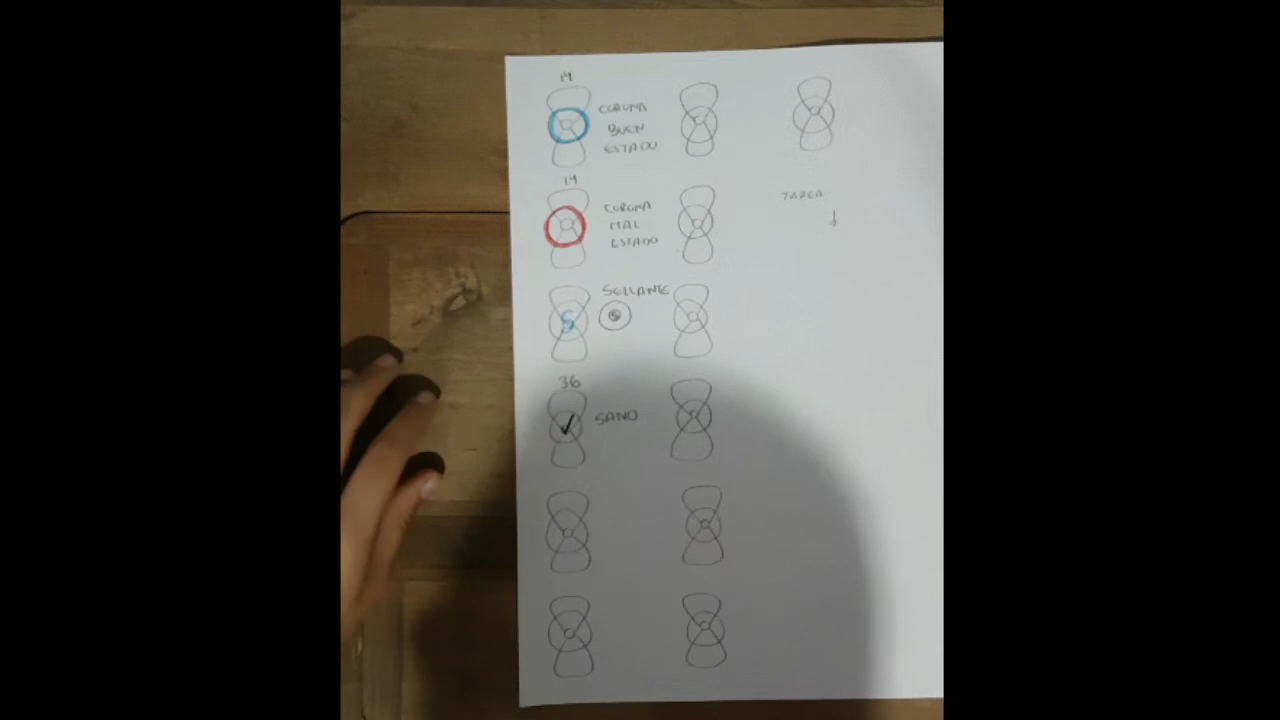 14
CORONA
BUEN
ESTADO
14
CORONA
MAL
ESTADO
TAREA
SELLANTE
S
S
36
SANO